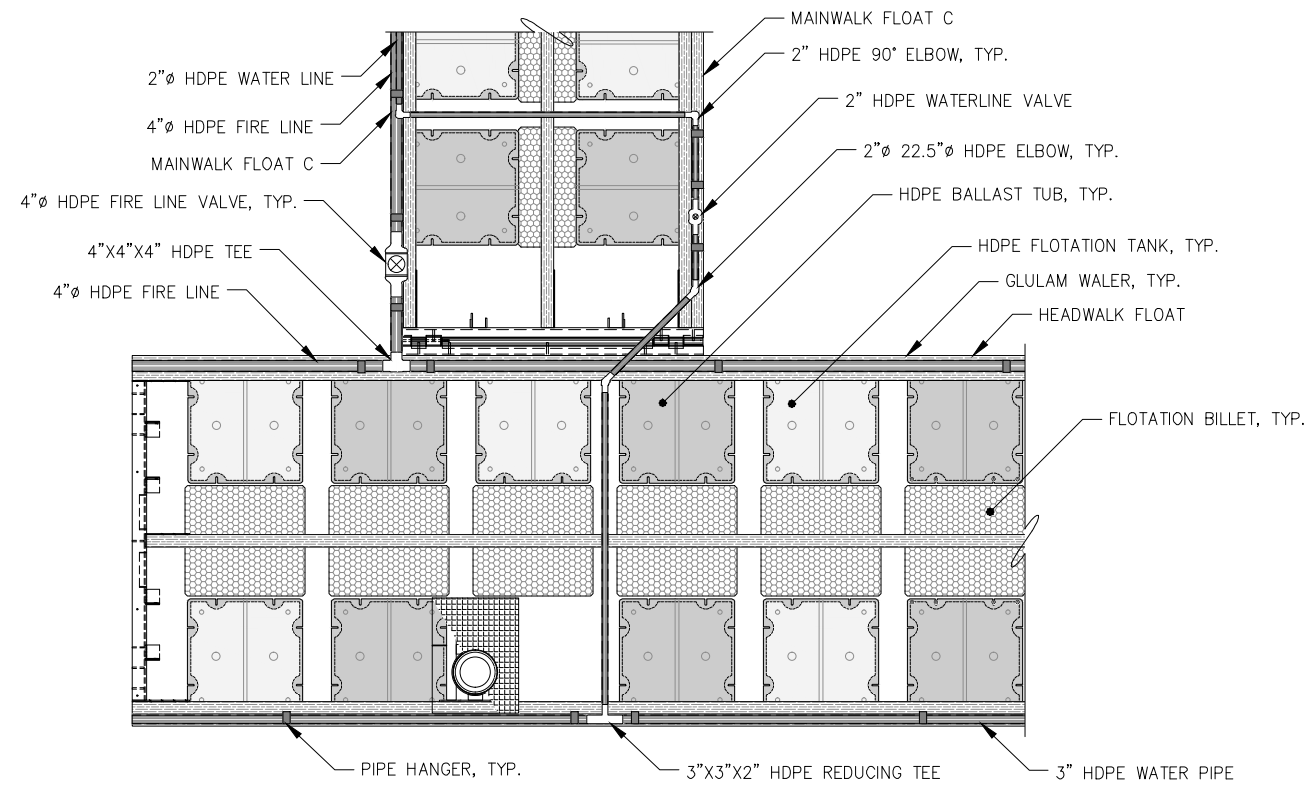 MAINWALK FLOAT C
2” HDPE 90° ELBOW, TYP.
2”ø HDPE WATER LINE
2” HDPE WATERLINE VALVE
4”ø HDPE FIRE LINE
2”ø 22.5”ø HDPE ELBOW, TYP.
MAINWALK FLOAT C
HDPE BALLAST TUB, TYP.
4”ø HDPE FIRE LINE VALVE, TYP.
HDPE FLOTATION TANK, TYP.
4”X4”X4” HDPE TEE
GLULAM WALER, TYP.
4”ø HDPE FIRE LINE
HEADWALK FLOAT
FLOTATION BILLET, TYP.
PIPE HANGER, TYP.
3”X3”X2” HDPE REDUCING TEE
3” HDPE WATER PIPE